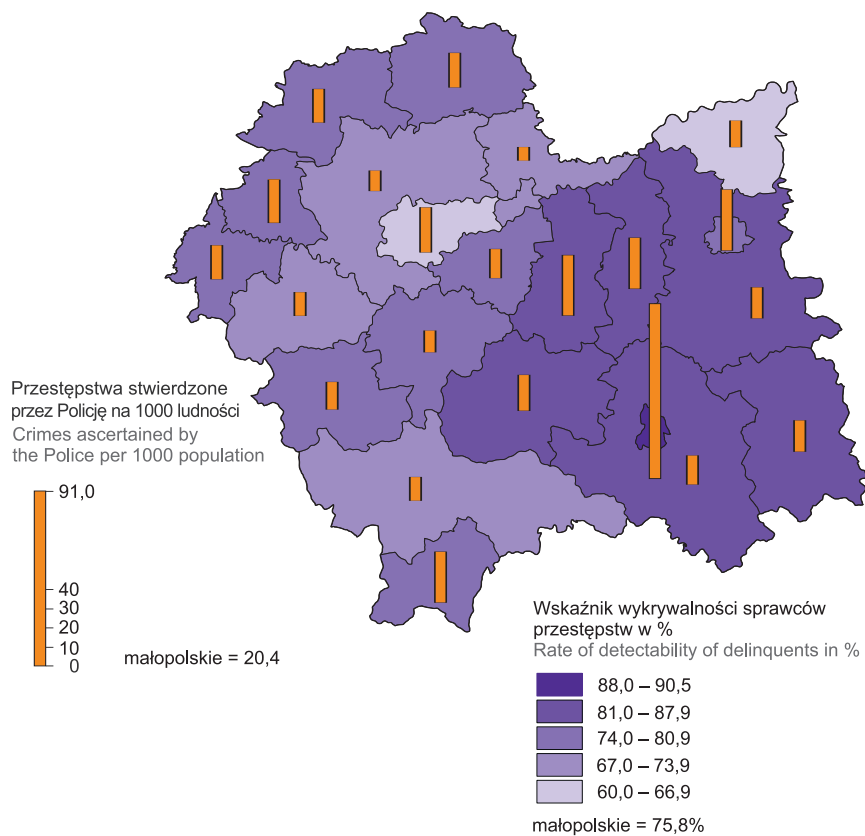 Przestępstwa stwierdzone
przez Policję na 1000 ludności
Crimes ascertained by
the Police per 1000 population
91,0
40
30
20
10
0
małopolskie = 20,4
Wskaźnik wykrywalności sprawców
przestępstw w %
Rate of detectability of delinquents in %
88,0 – 90,5
81,0 – 87,9
74,0 – 80,9
67,0 – 73,9
60,0 – 66,9
małopolskie = 75,8%